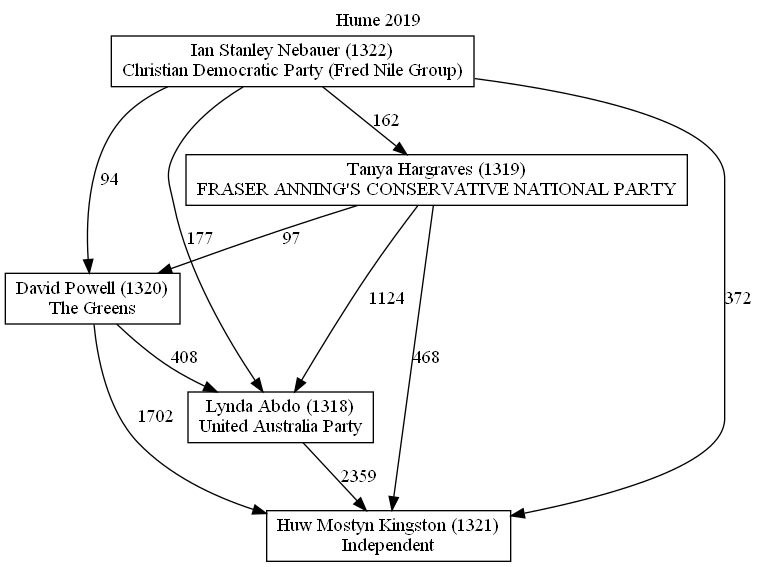 Hume 2019
Ian Stanley Nebauer (1322)
Christian Democratic Party (Fred Nile Group)
162
Tanya Hargraves (1319)
FRASER ANNING'S CONSERVATIVE NATIONAL PARTY
94
177
97
David Powell (1320)
The Greens
1124
372
408
468
Lynda Abdo (1318)
United Australia Party
1702
2359
Huw Mostyn Kingston (1321)
Independent